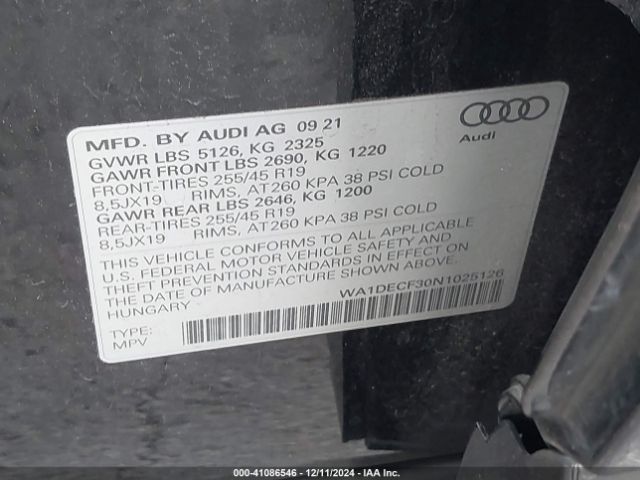 MFD. BY AUDI AG 09 21
GVWR LBS 5126, KG 2325
GAWR FRONT LBS 2690, KG 1220
FRONT-TIRES 255/45 R19
8,5JX19 RIMS, AT 260 KPA 38 PSI COLD
GAWR REAR LBS 2646, KG 1200
REAR-TIRES 255/45 R19
8,5JX19 RIMS, AT 260 KPA 38 PSI COLD
THIS VEHICLE CONFORMS TO ALL APPLICABLE
U.S. FEDERAL MOTOR VEHICLE SAFETY AND
THEFT PREVENTION STANDARDS IN EFFECT ON
THE DATE OF MANUFACTURE SHOWN ABOVE.
HUNGARY
WA1DECF30N1025126
TYPE:
MPV
Audi
000-41086546 - 12/11/2024 - IAA Inc.